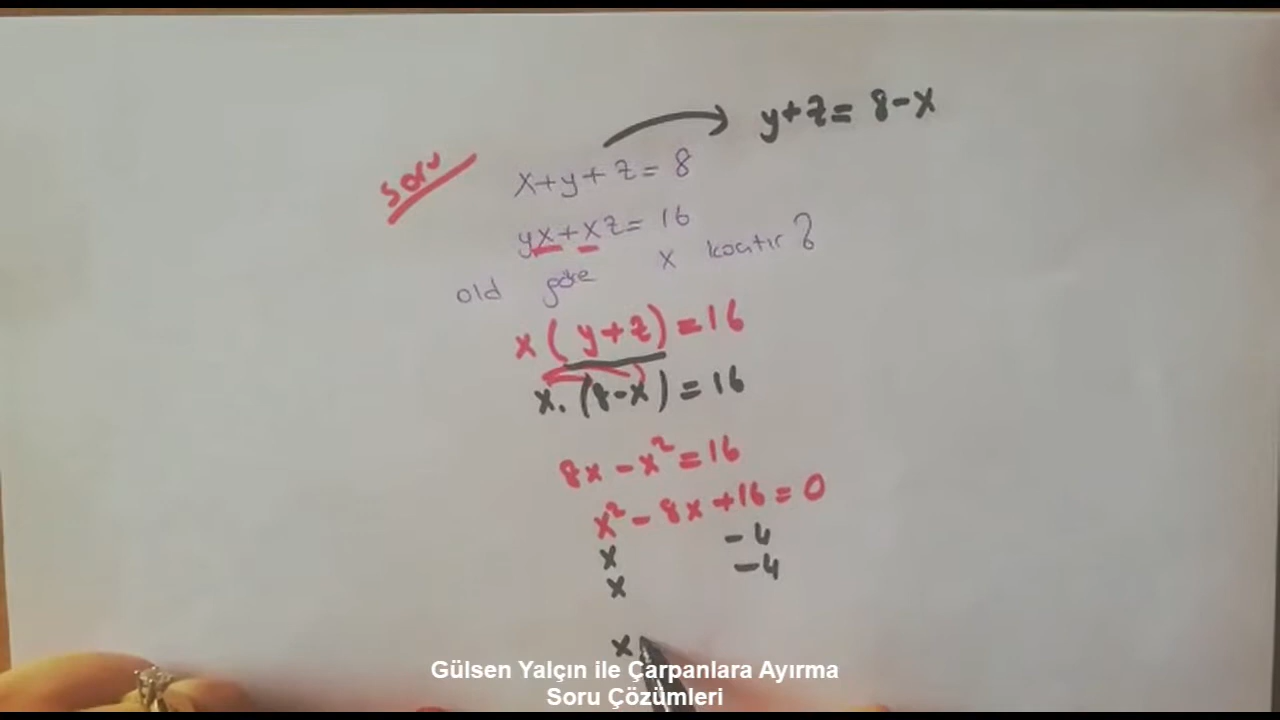 y+z=8-x
Soru
x+y+z=8
yx+xz=16
old göre x kaçtır?
x(y+z)=16
x.(8-x)=16
8x-x²=16
x²-8x+16=0
x -4
x -4
x
Gülsen Yalçın ile Çarpanlara Ayırma
Soru Çözümleri